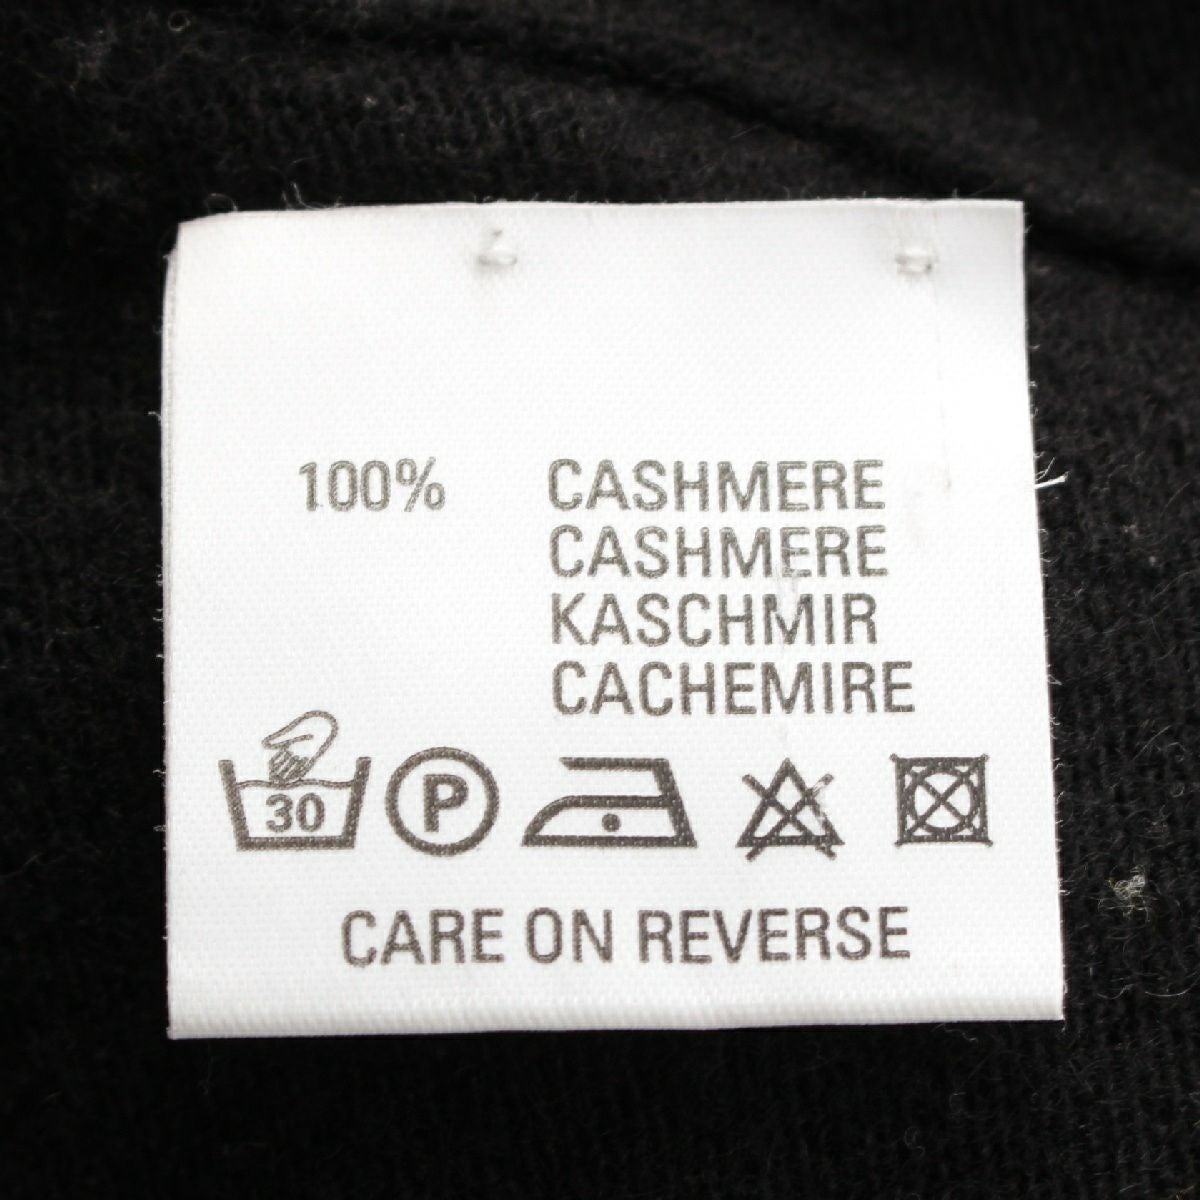 100% CASHMERE
CASHMERE
KASCHMIR
CACHEMIRE
30 P
CARE ON REVERSE